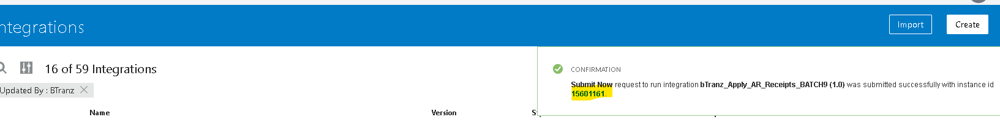 ntegrations
Import
Create
16 of 59 Integrations
CONFIRMATION
Submit Now request to run integration bTranz_Apply_AR_Receipts_BATCH9 (1.0) was submitted successfully with instance id
15601161.
Updated By : BTranz
Name
Version